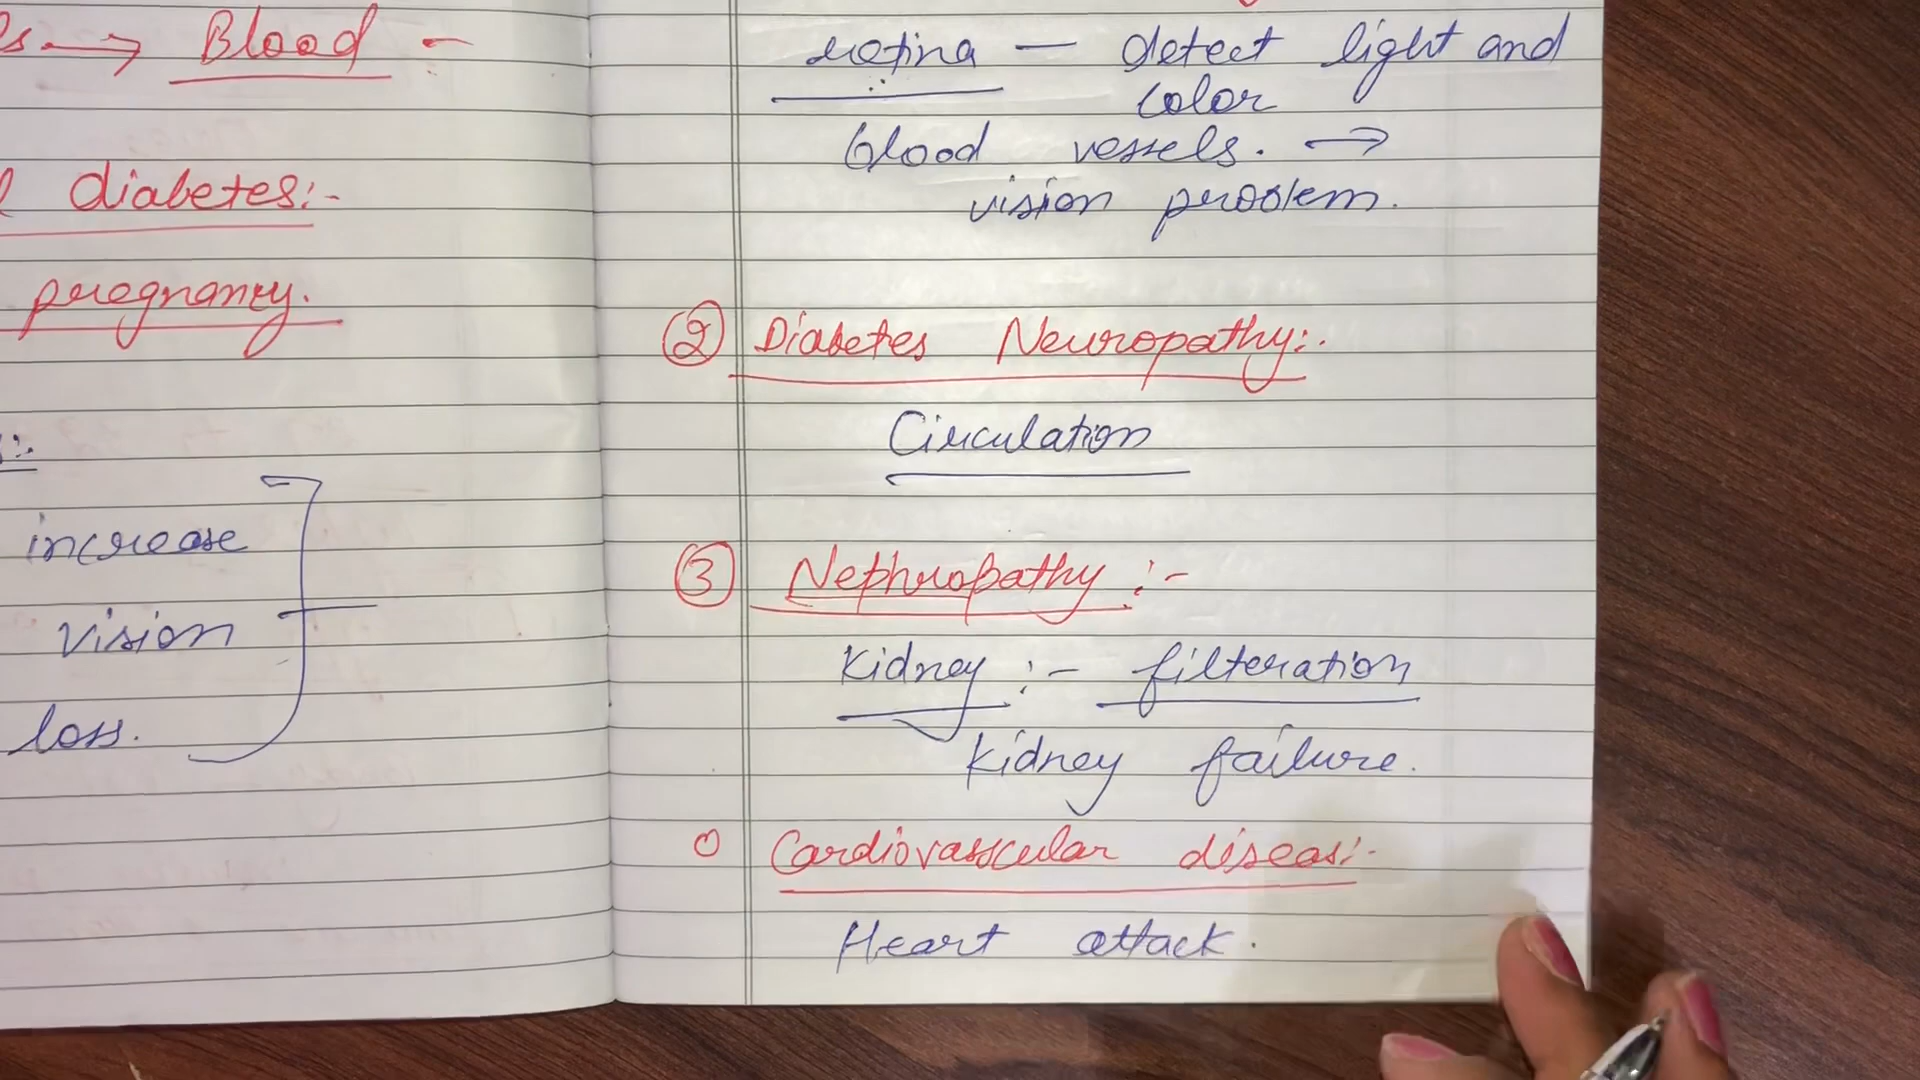 Blood -
diabetes:-
pregnancy.
increase
vision
loss.
retina — detect light and
color
blood vessels. →
vision problem.
② Diabetes Neuropathy:.
Circulation
③ Nephropathy :-
Kidney :- filteration
Kidney failure.
Cardiovascular diseas:-
Heart attack.